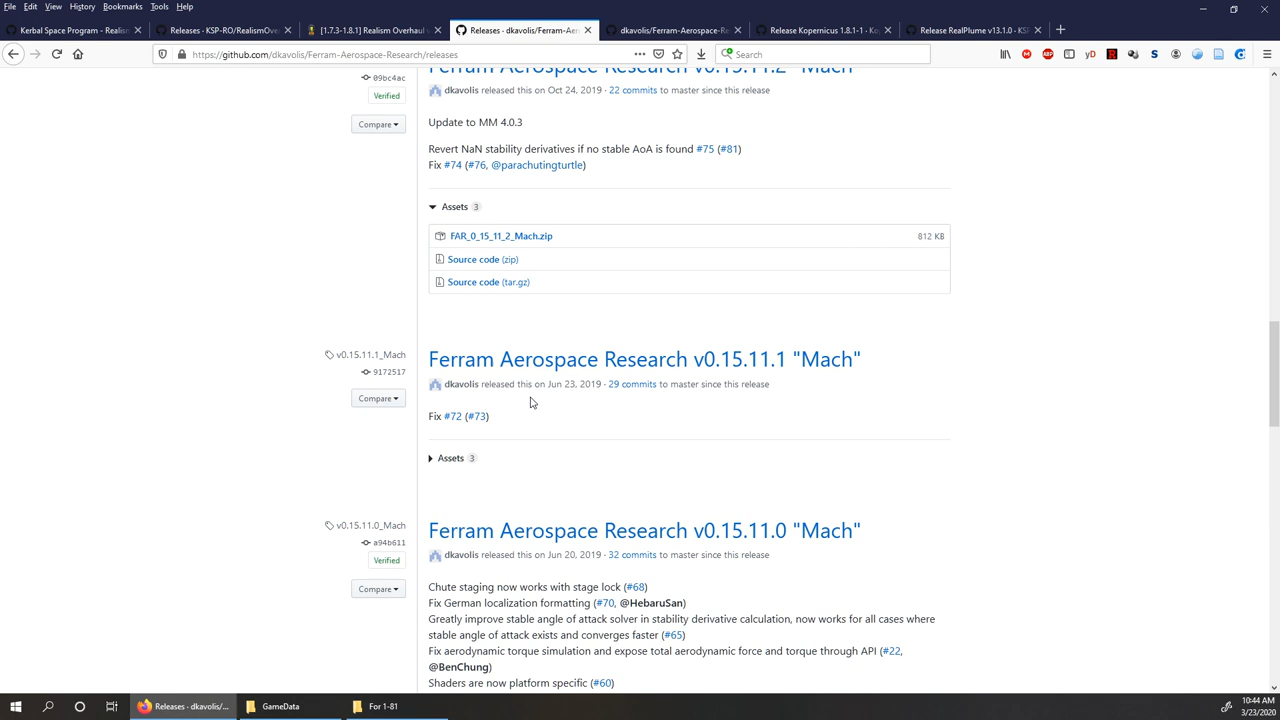 File Edit View History Bookmarks Tools Help
Kerbal Space Program - Realism
Releases · KSP-RO/RealismOver
[1.7.3-1.8.1] Realism Overhaul v
Releases · dkavolis/Ferram-Aer
dkavolis/Ferram-Aerospace-Re
Release Kopernicus 1.8.1-1 · Kop
Release RealPlume v13.1.0 · KSP
https://github.com/dkavolis/Ferram-Aerospace-Research/releases
Search
Ferram Aerospace Research v0.15.11.2 "Mach"
09bc4ac
dkavolis released this on Oct 24, 2019 · 22 commits to master since this release
Verified
Compare
Update to MM 4.0.3
Revert NaN stability derivatives if no stable AoA is found #75 (#81)
Fix #74 (#76, @parachutingturtle)
Assets 3
FAR_0_15_11_2_Mach.zip 812 KB
Source code (zip)
Source code (tar.gz)
v0.15.11.1_Mach
Ferram Aerospace Research v0.15.11.1 "Mach"
9172517
dkavolis released this on Jun 23, 2019 · 29 commits to master since this release
Compare
Fix #72 (#73)
Assets 3
v0.15.11.0_Mach
Ferram Aerospace Research v0.15.11.0 "Mach"
a94b611
dkavolis released this on Jun 20, 2019 · 32 commits to master since this release
Verified
Compare
Chute staging now works with stage lock (#68)
Fix German localization formatting (#70, @HebaruSan)
Greatly improve stable angle of attack solver in stability derivative calculation, now works for all cases where
stable angle of attack exists and converges faster (#65)
Fix aerodynamic torque simulation and expose total aerodynamic force and torque through API (#22,
@BenChung)
Shaders are now platform specific (#60)
Releases · dkavolis/...
GameData
For 1-81
10:44 AM
3/23/2020